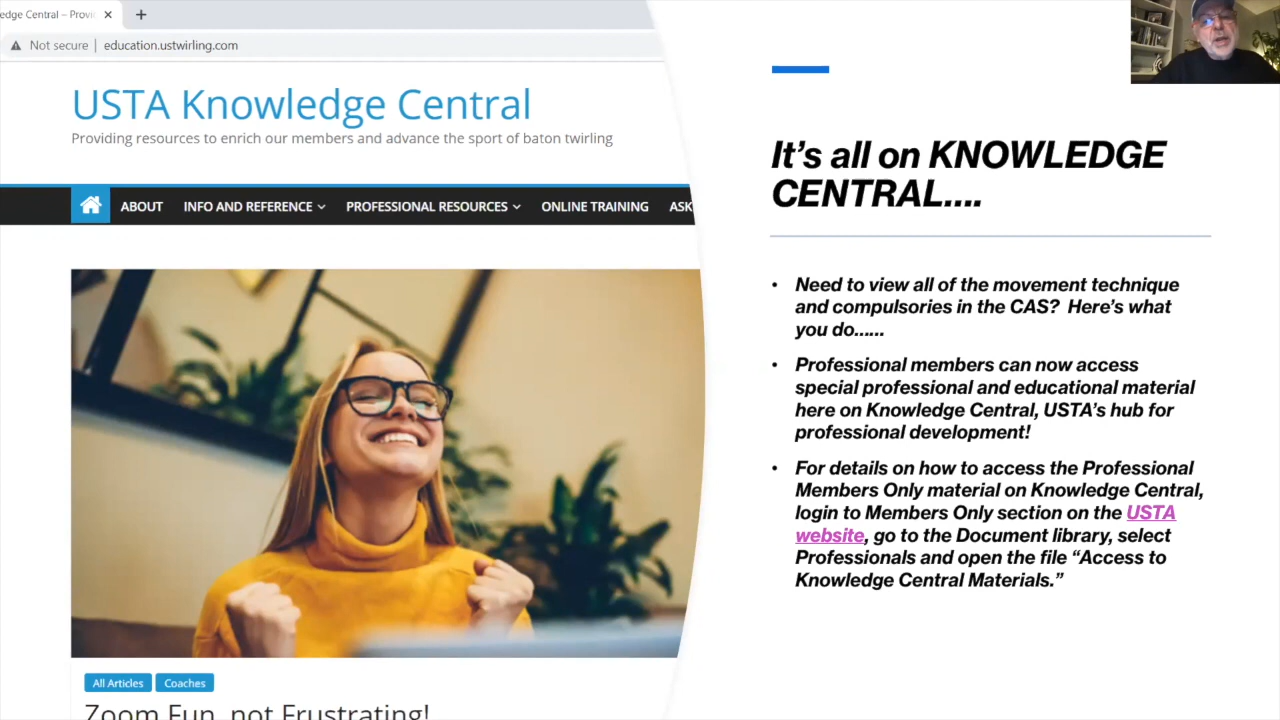 edge Central – Provi
Not secure | education.ustwirling.com
USTA Knowledge Central
Providing resources to enrich our members and advance the sport of baton twirling
ABOUT INFO AND REFERENCE PROFESSIONAL RESOURCES ONLINE TRAINING ASK
All Articles Coaches
Zoom Fun, not Frustrating!
It's all on KNOWLEDGE
CENTRAL....
• Need to view all of the movement technique
and compulsories in the CAS? Here's what
you do......
• Professional members can now access
special professional and educational material
here on Knowledge Central, USTA's hub for
professional development!
• For details on how to access the Professional
Members Only material on Knowledge Central,
login to Members Only section on the USTA
website, go to the Document library, select
Professionals and open the file “Access to
Knowledge Central Materials.”